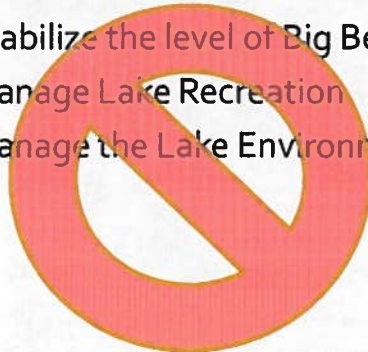 abilize the level of Big Be
anage Lake Recreation
anage the Lake Environ